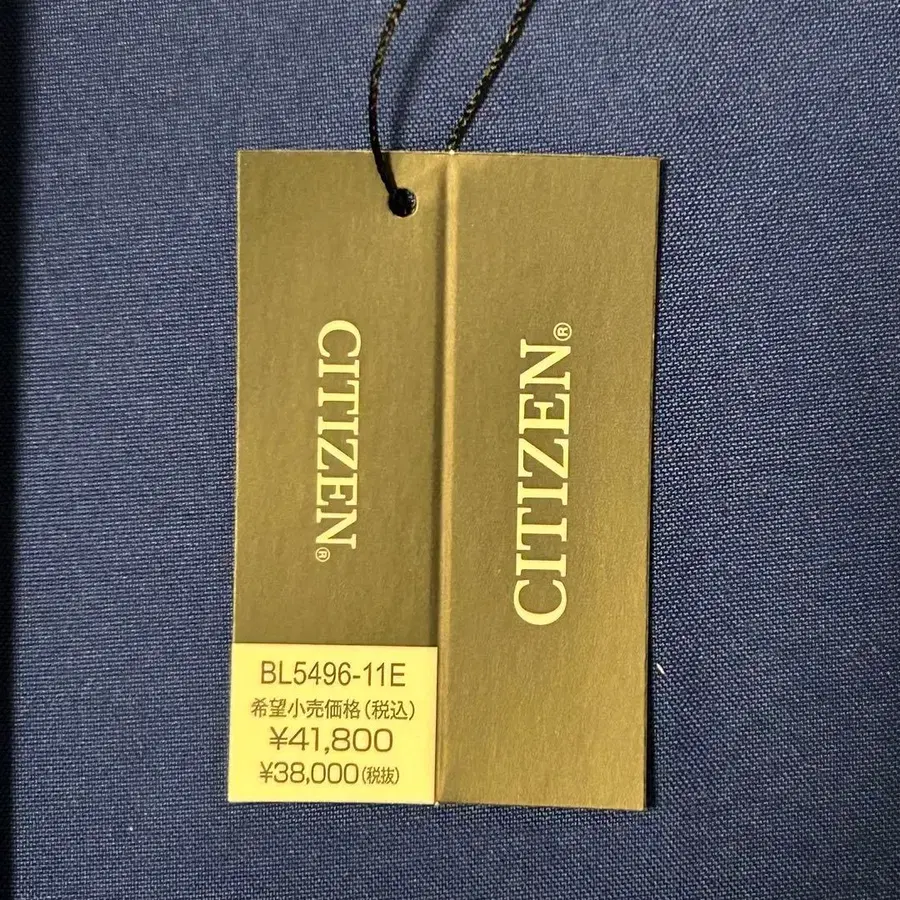 CITIZEN®
CITIZEN®
BL5496-11E
希望小売価格(税込)
¥41,800
¥38,000(税抜)